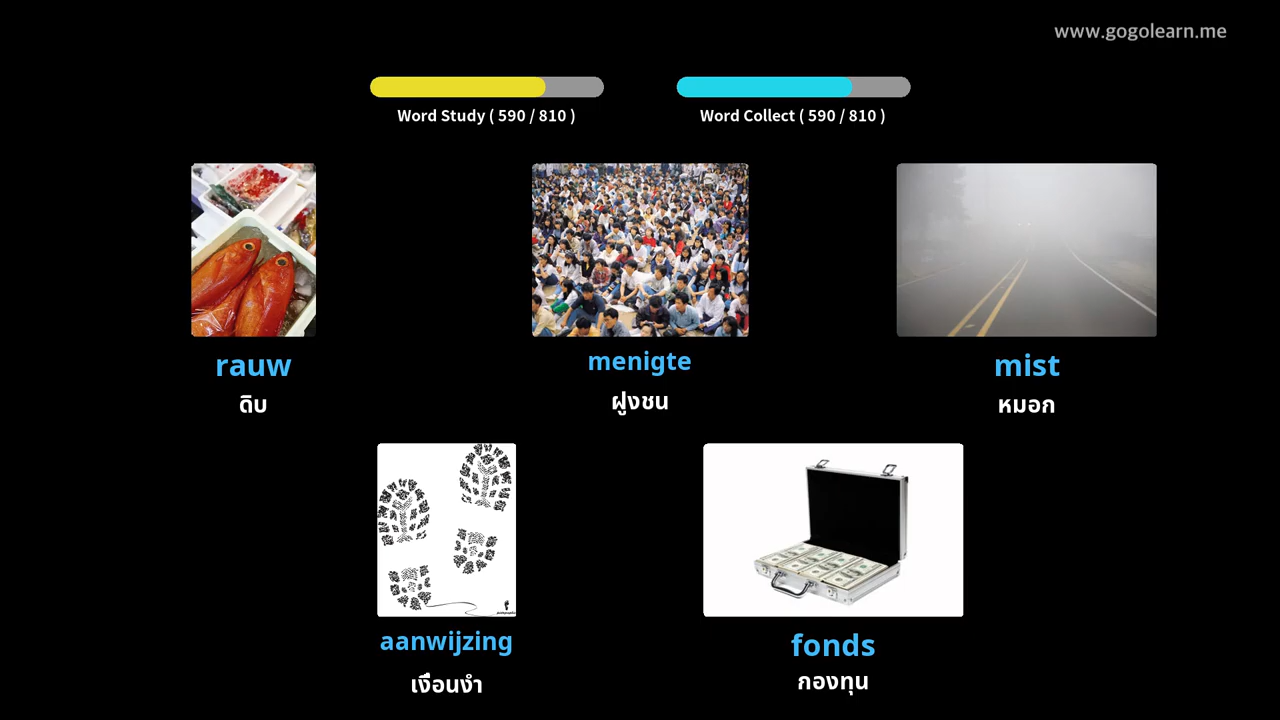 www.gogolearn.me
Word Study ( 590 / 810 )
Word Collect ( 590 / 810 )
rauw
ดิบ
menigte
ฝูงชน
mist
หมอก
aanwijzing
เงื่อนงำ
fonds
กองทุน